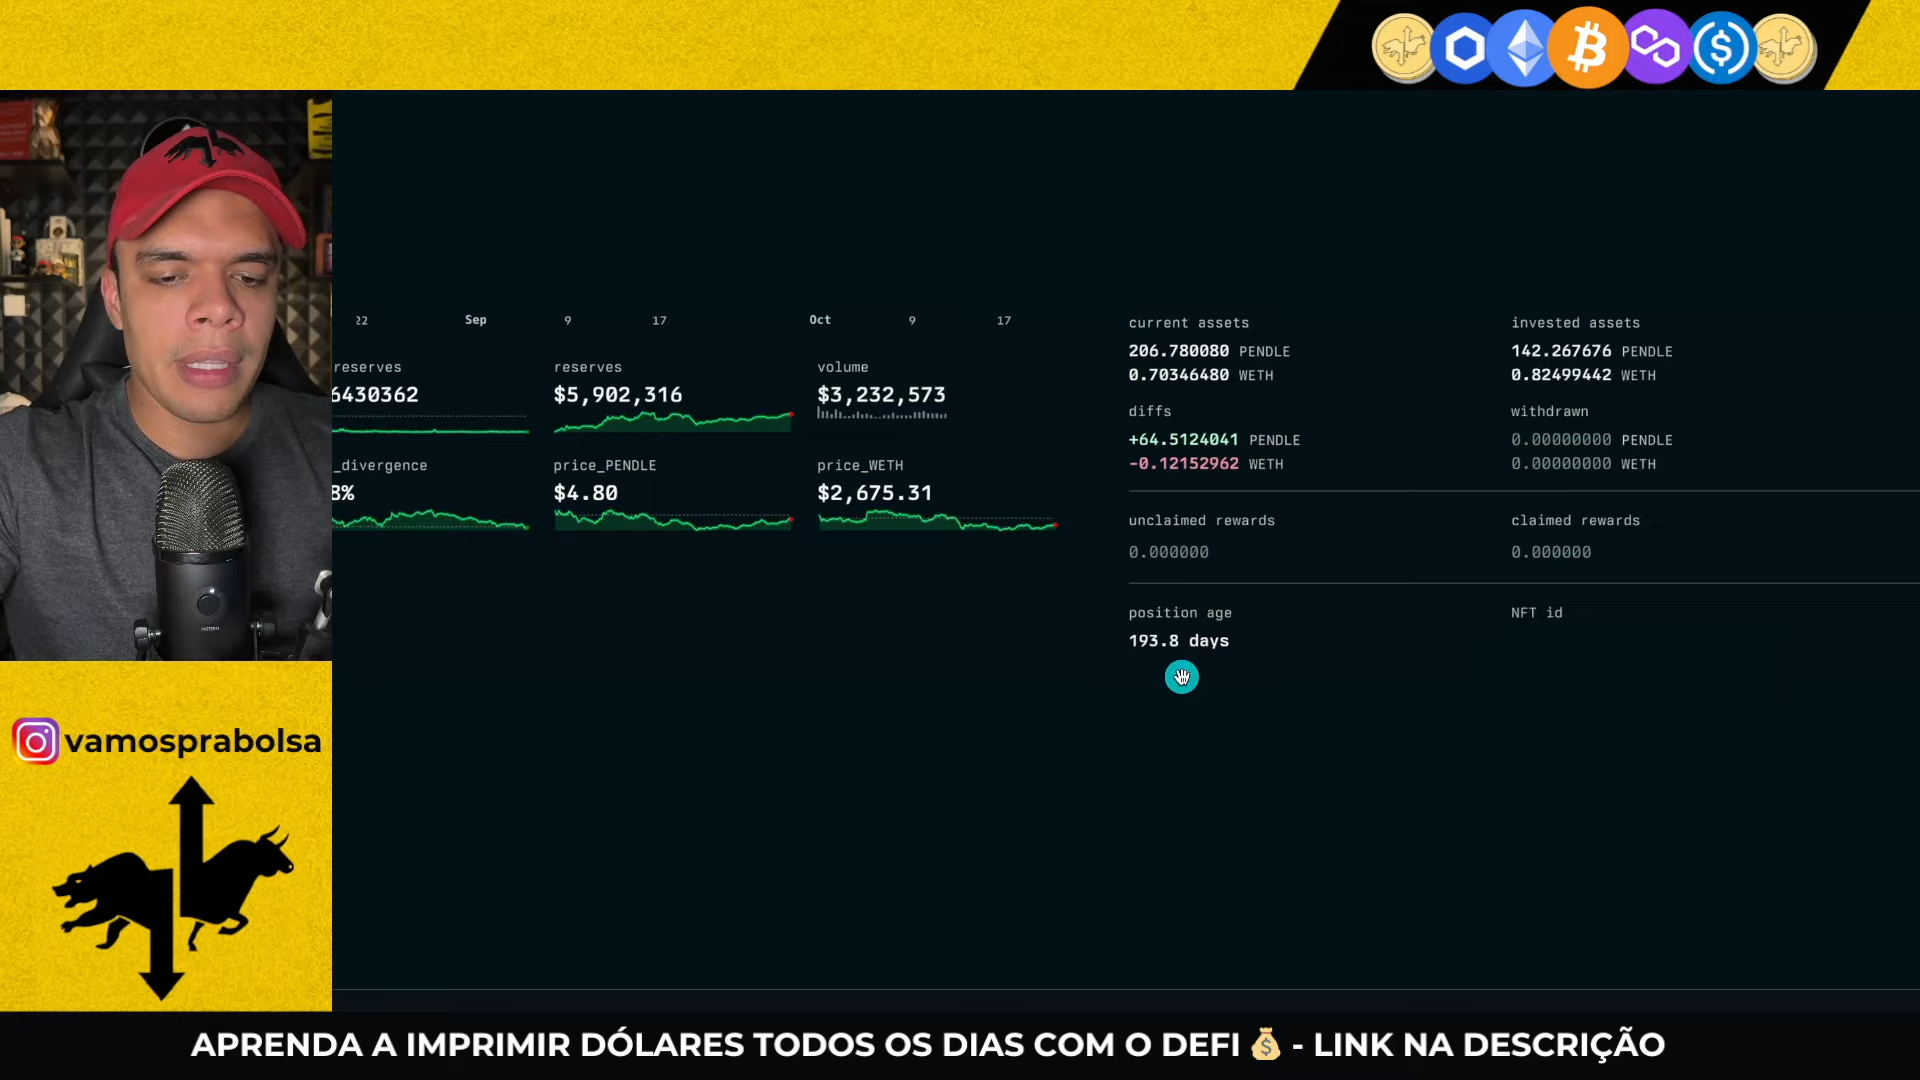 22 Sep 9 17 Oct 9 17
reserves
6430362
reserves
$5,902,316
volume
$3,232,573
_divergence
8%
price_PENDLE
$4.80
price_WETH
$2,675.31
current assets
206.780080 PENDLE
0.70346480 WETH
invested assets
142.267676 PENDLE
0.82499442 WETH
diffs
+64.5124041 PENDLE
-0.12152962 WETH
withdrawn
0.00000000 PENDLE
0.00000000 WETH
unclaimed rewards
0.000000
claimed rewards
0.000000
position age
193.8 days
NFT id
vamosprabolsa
APRENDA A IMPRIMIR DÓLARES TODOS OS DIAS COM O DEFI 💰 - LINK NA DESCRIÇÃO